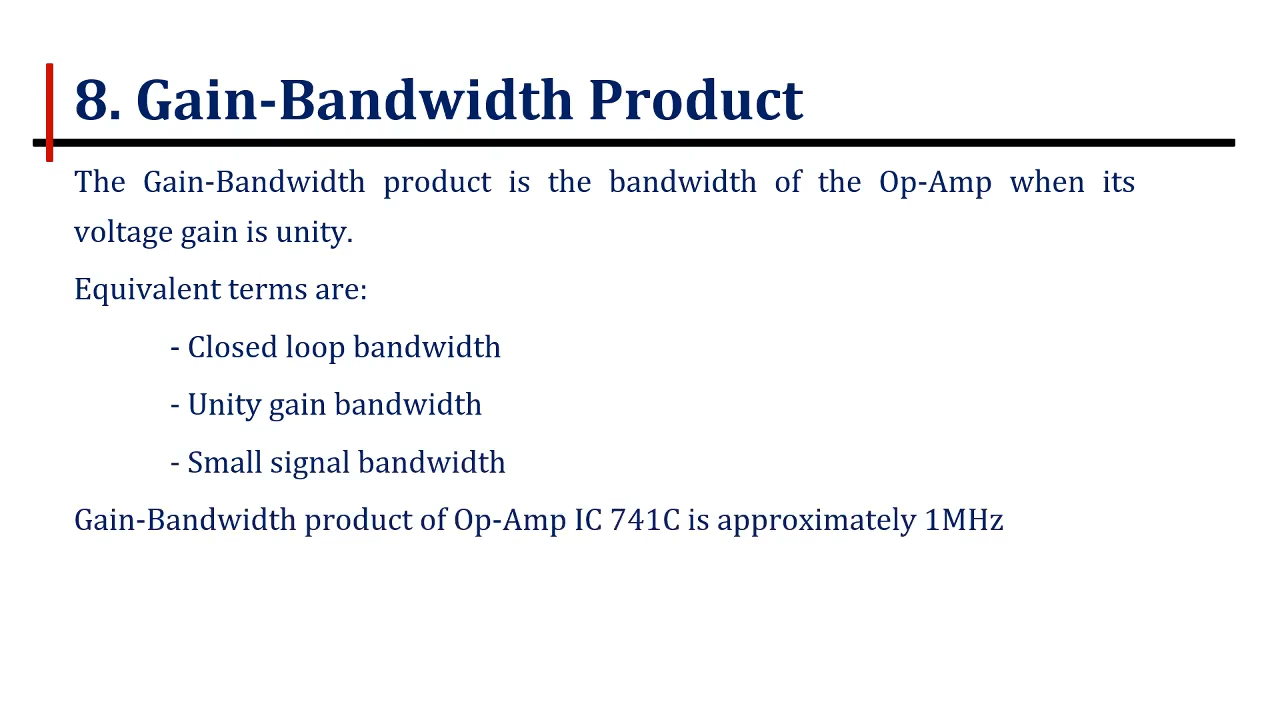 8. Gain-Bandwidth Product
The Gain-Bandwidth product is the bandwidth of the Op-Amp when its
voltage gain is unity.
Equivalent terms are:
- Closed loop bandwidth
- Unity gain bandwidth
- Small signal bandwidth
Gain-Bandwidth product of Op-Amp IC 741C is approximately 1MHz